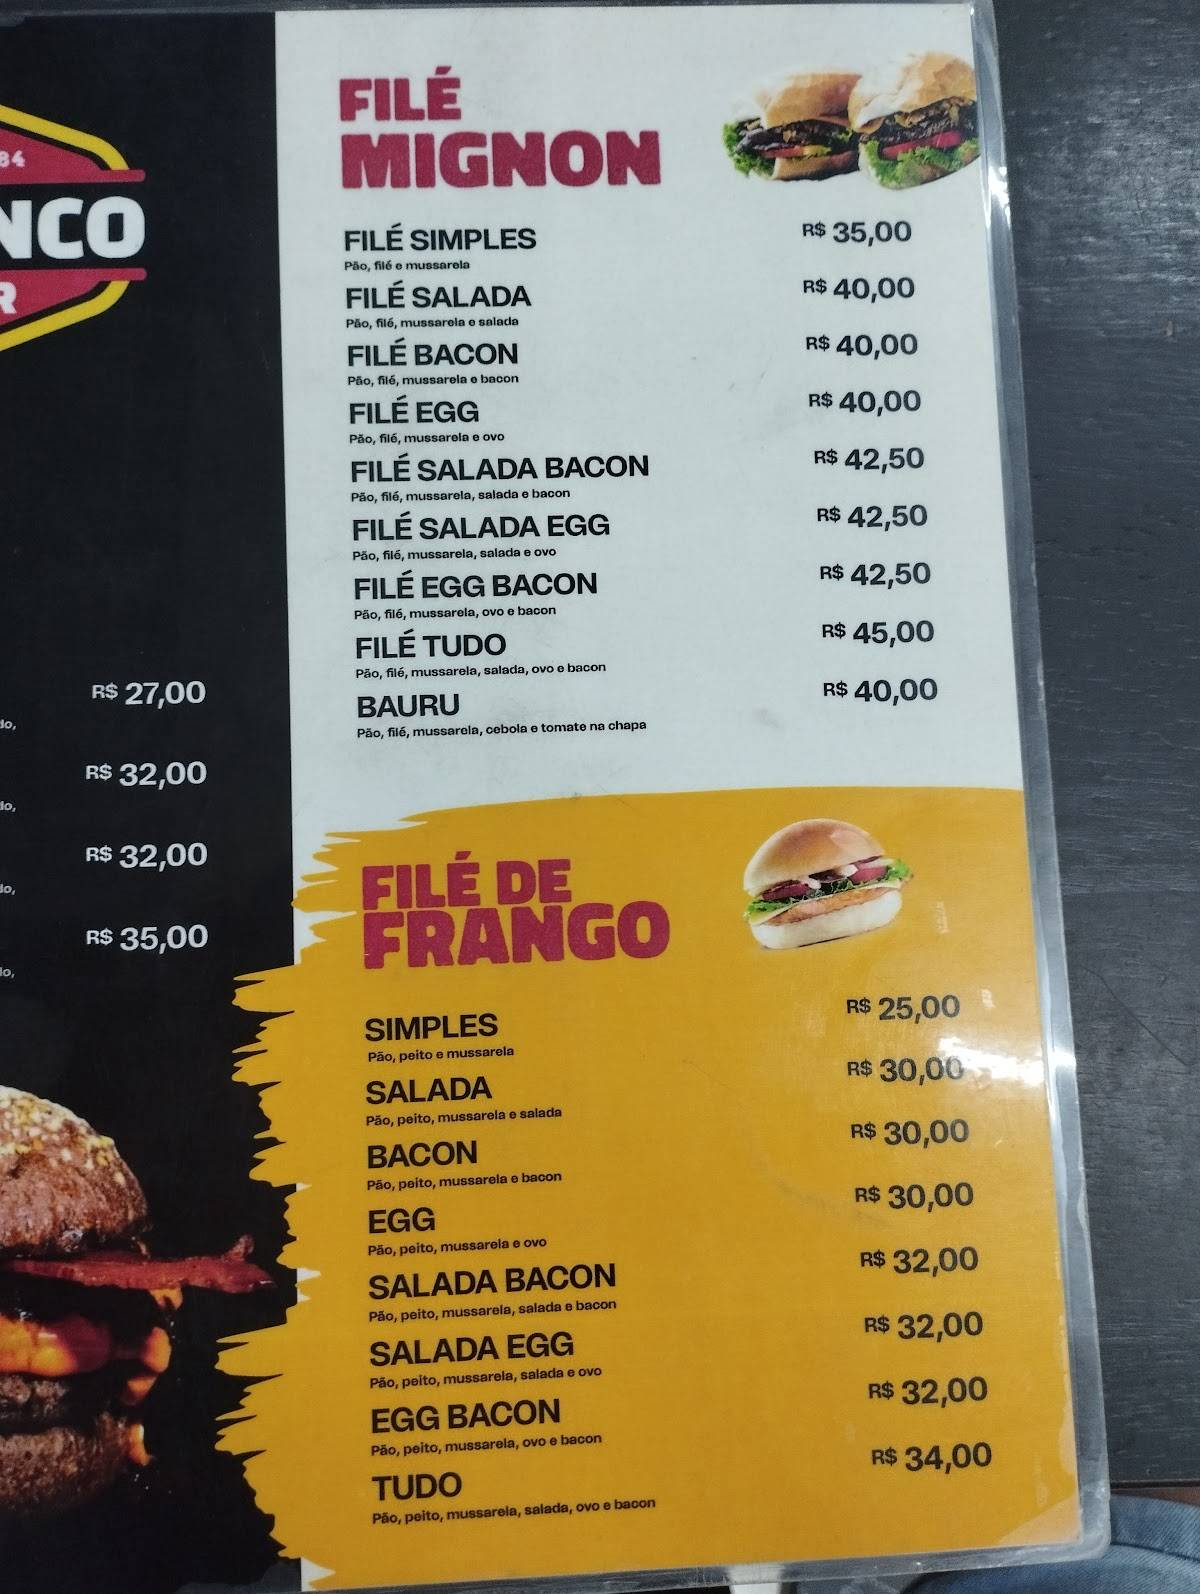 84
NCO
R
R$ 27,00
do,
R$ 32,00
do,
R$ 32,00
do,
R$ 35,00
do,
FILÉ
MIGNON
FILÉ SIMPLES R$ 35,00
Pão, filé e mussarela
FILÉ SALADA R$ 40,00
Pão, filé, mussarela e salada
FILÉ BACON R$ 40,00
Pão, filé, mussarela e bacon
FILÉ EGG R$ 40,00
Pão, filé, mussarela e ovo
FILÉ SALADA BACON R$ 42,50
Pão, filé, mussarela, salada e bacon
FILÉ SALADA EGG R$ 42,50
Pão, filé, mussarela, salada e ovo
FILÉ EGG BACON R$ 42,50
Pão, filé, mussarela, ovo e bacon
FILÉ TUDO R$ 45,00
Pão, filé, mussarela, salada, ovo e bacon
BAURU R$ 40,00
Pão, filé, mussarela, cebola e tomate na chapa
FILÉ DE
FRANGO
SIMPLES R$ 25,00
Pão, peito e mussarela
SALADA R$ 30,00
Pão, peito, mussarela e salada
BACON R$ 30,00
Pão, peito, mussarela e bacon
EGG R$ 30,00
Pão, peito, mussarela e ovo
SALADA BACON R$ 32,00
Pão, peito, mussarela, salada e bacon
SALADA EGG R$ 32,00
Pão, peito, mussarela, salada e ovo
EGG BACON R$ 32,00
Pão, peito, mussarela, ovo e bacon
TUDO R$ 34,00
Pão, peito, mussarela, salada, ovo e bacon